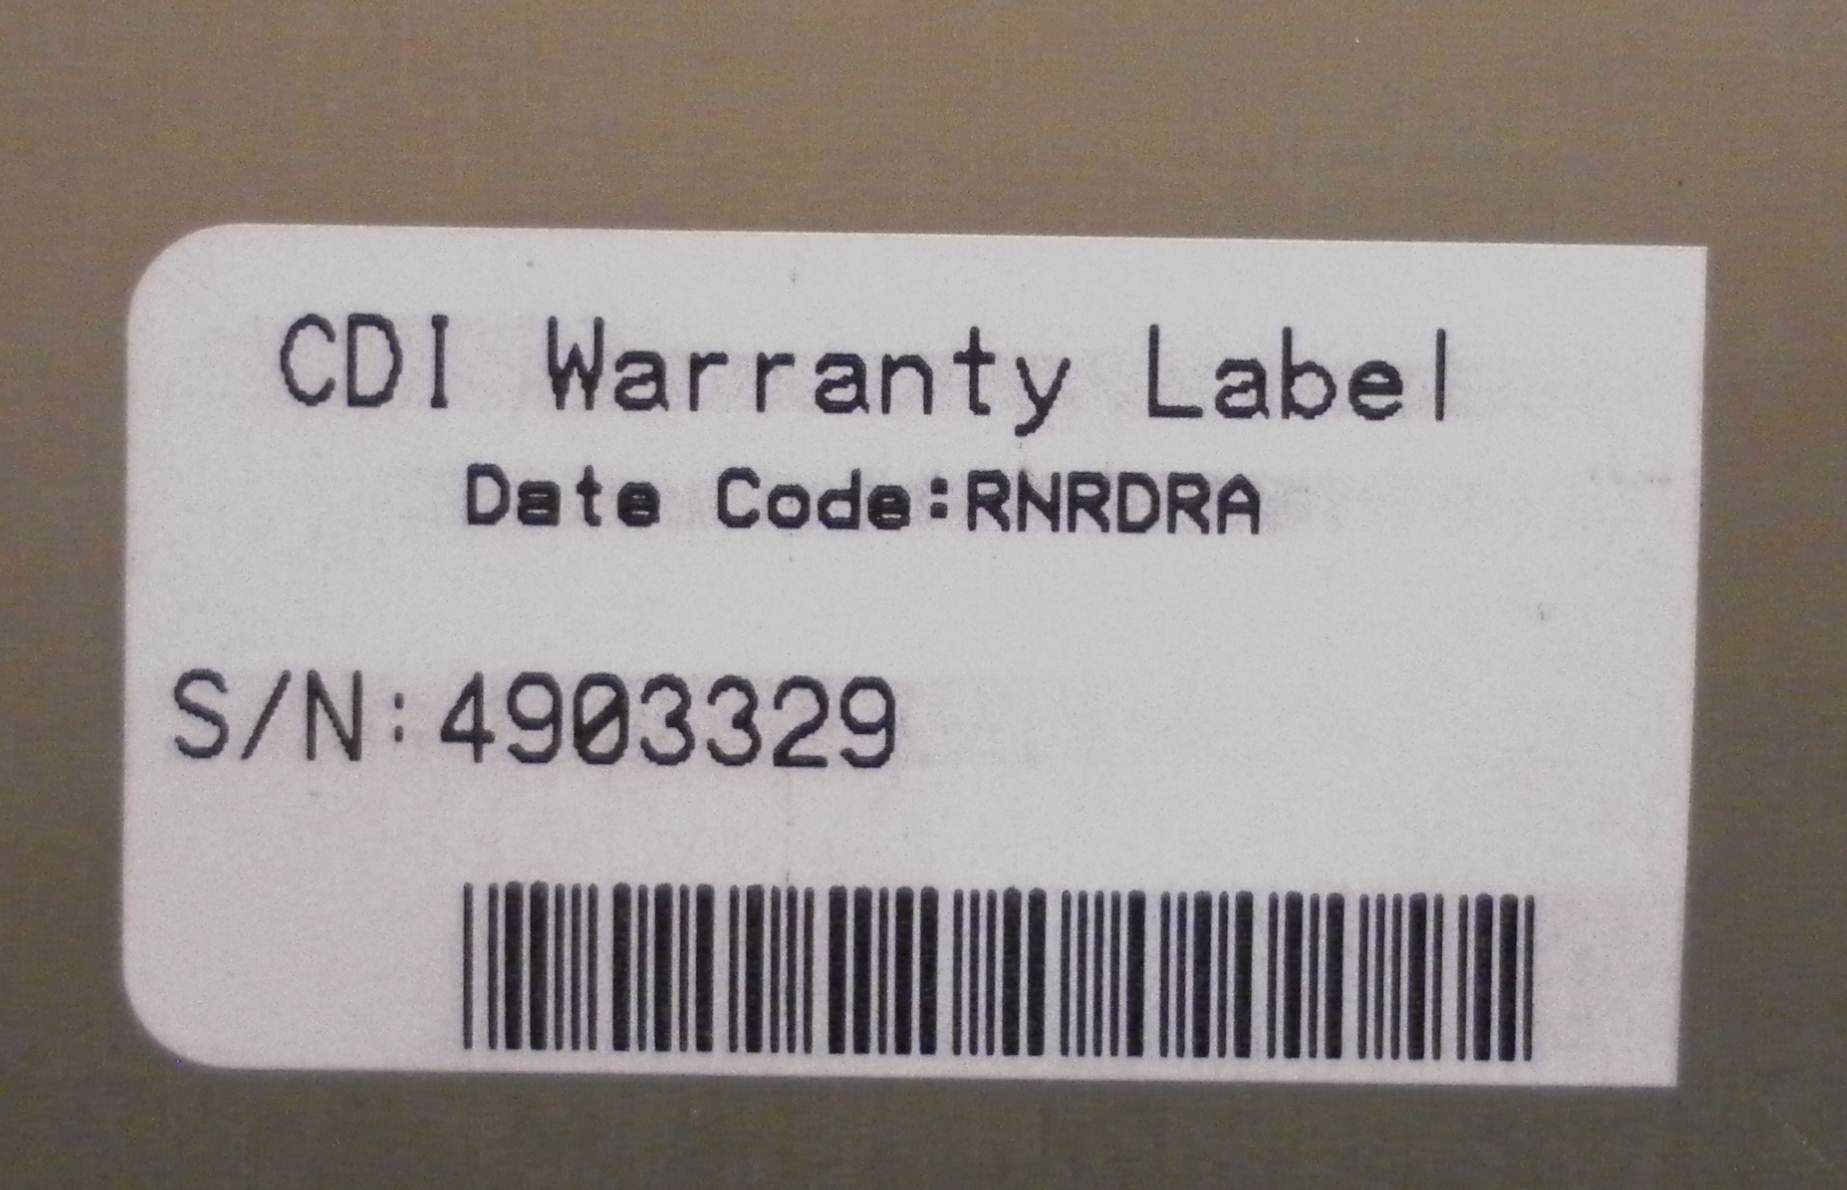 CDI Warranty Label
Date Code:RNRDRA
S/N:4903329